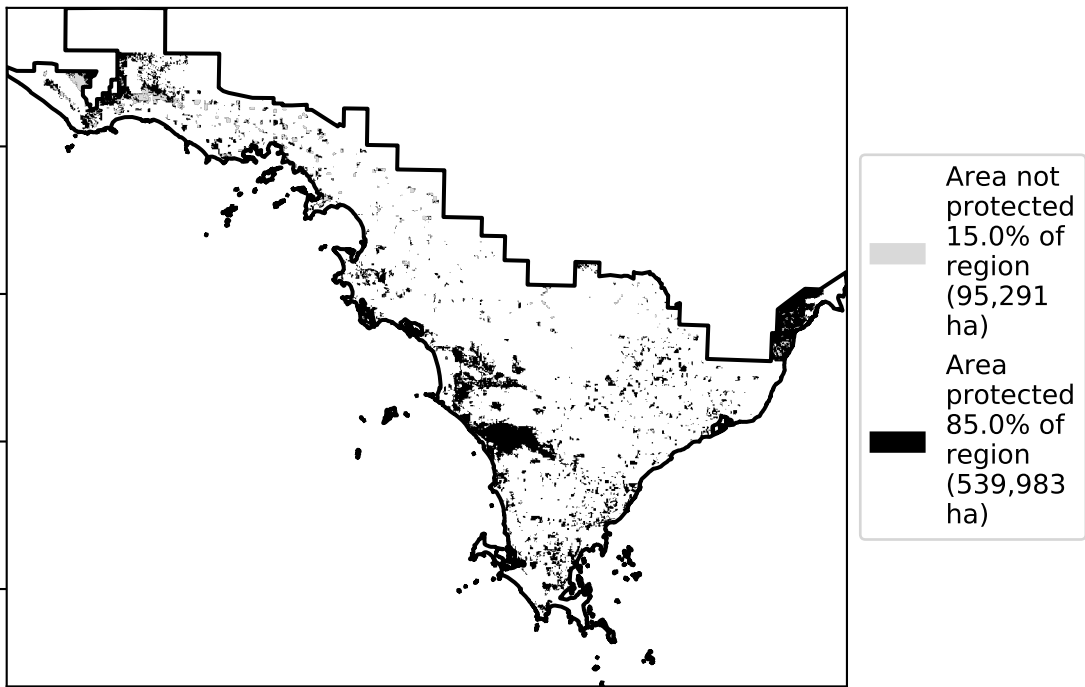 Area not
protected
15.0% of
region
(95,291
ha)
Area
protected
85.0% of
region
(539,983
ha)